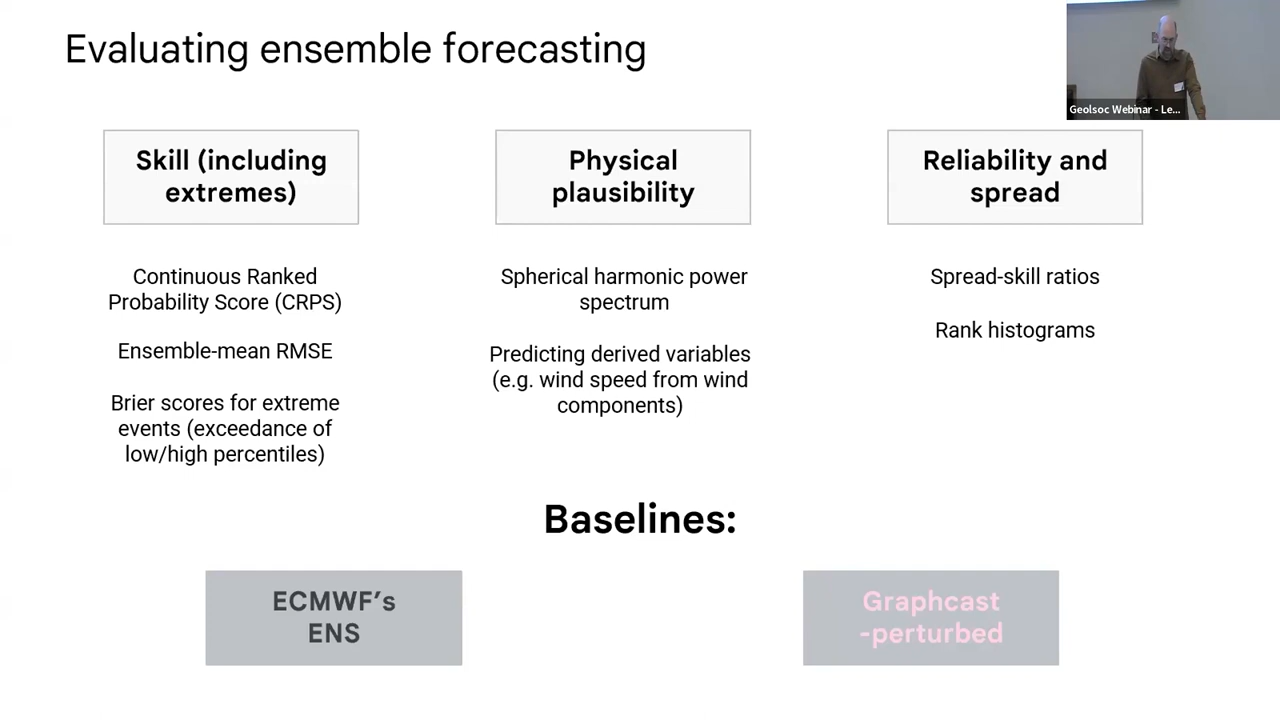 Evaluating ensemble forecasting
Geolsoc Webinar - Le...
Skill (including
extremes)
Continuous Ranked
Probability Score (CRPS)
Ensemble-mean RMSE
Brier scores for extreme
events (exceedance of
low/high percentiles)
Physical
plausibility
Spherical harmonic power
spectrum
Predicting derived variables
(e.g. wind speed from wind
components)
Reliability and
spread
Spread-skill ratios
Rank histograms
Baselines:
ECMWF's
ENS
Graphcast
-perturbed